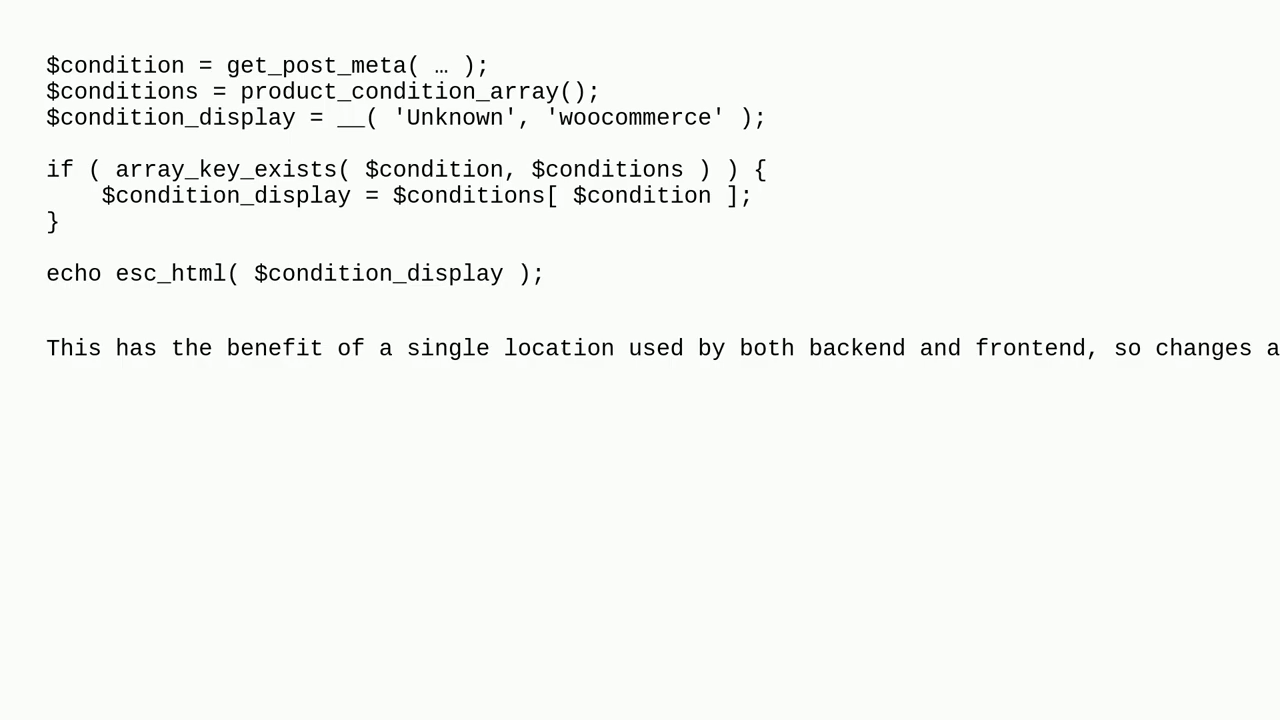 $condition = get_post_meta( … );
$conditions = product_condition_array();
$condition_display = __( 'Unknown', 'woocommerce' );

if ( array_key_exists( $condition, $conditions ) ) {
    $condition_display = $conditions[ $condition ];
}

echo esc_html( $condition_display );

This has the benefit of a single location used by both backend and frontend, so changes a